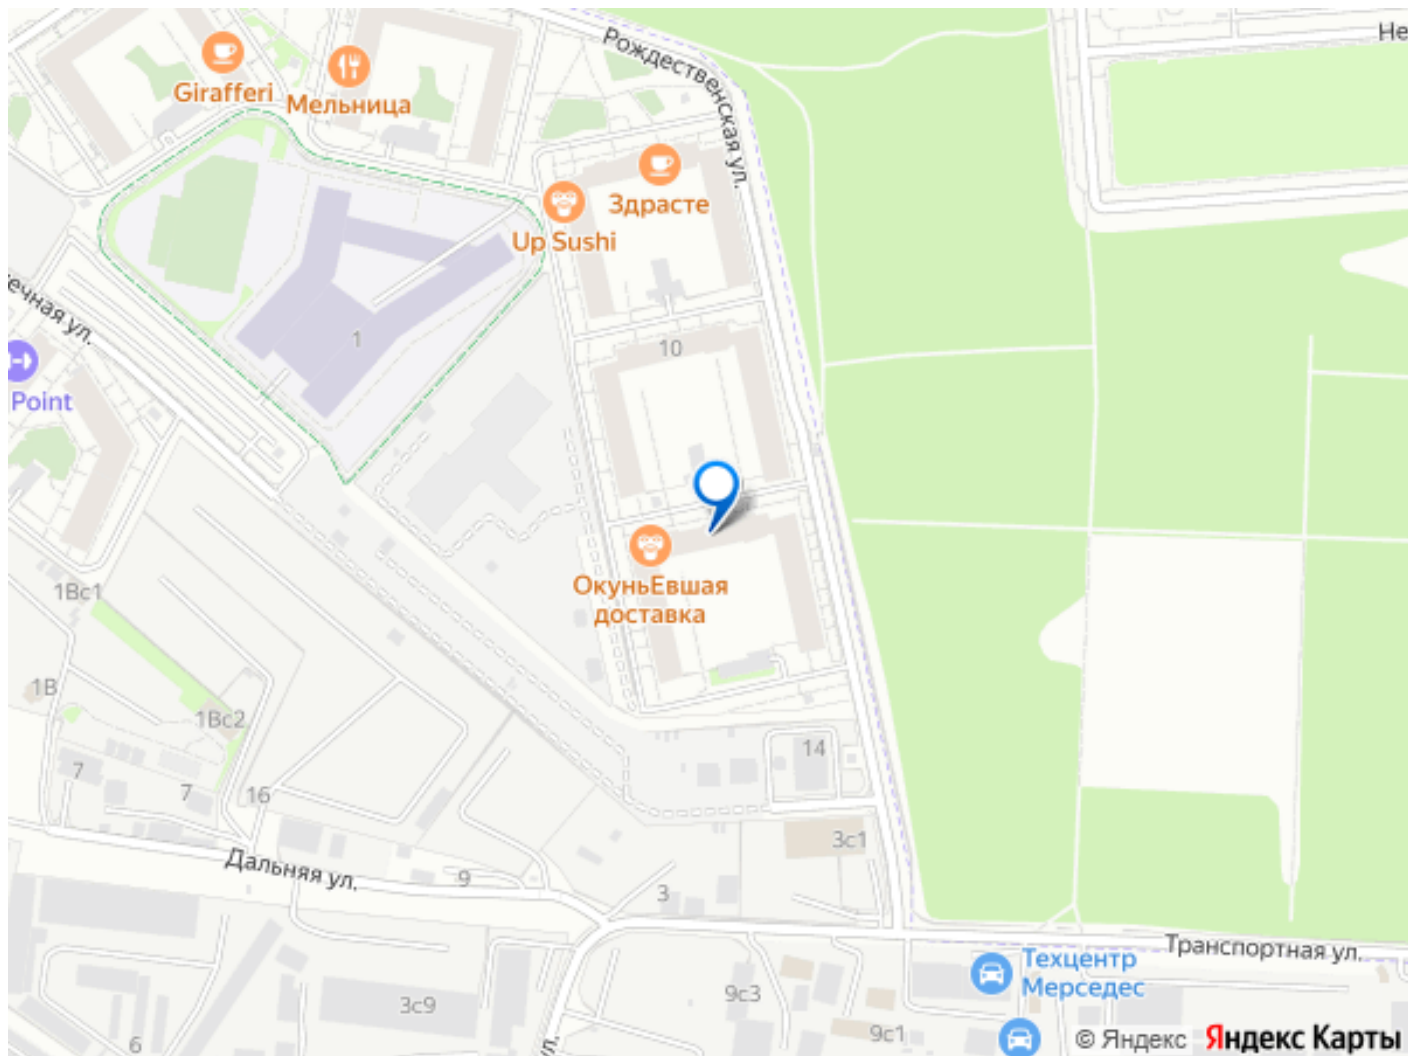 Рождественская ул.
Не
Girafferi
Мельница
Здрасте
Up Sushi
ечная ул.
1
10
Point
ОкуньЕвшая
доставка
1Вс1
1В
1Вс2
14
7
7
16
3с1
Дальняя ул.
9
3
Транспортная ул.
Техцентр
Мерседес
9с3
3с9
9с1
6
ул.
© Яндекс Яндекс Карты